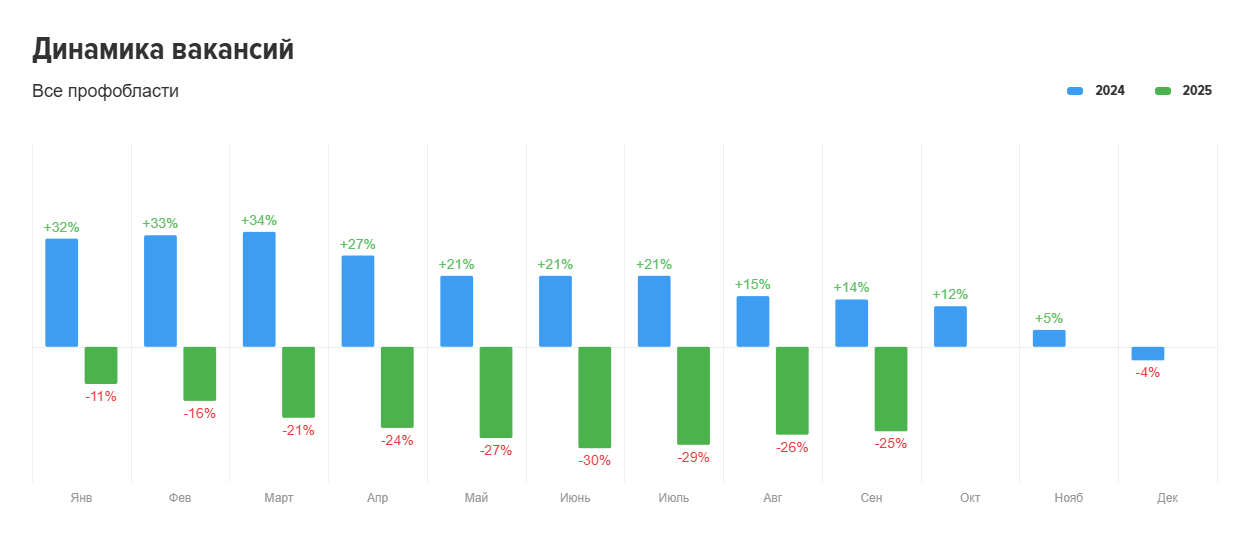 Динамика вакансий
Все профобласти
2024 2025
+32% +33% +34% +27% +21% +21% +21% +15% +14% +12% +5%
-11% -16% -21% -24% -27% -30% -29% -26% -25% -4%
Янв Фев Март Апр Май Июнь Июль Авг Сен Окт Нояб Дек